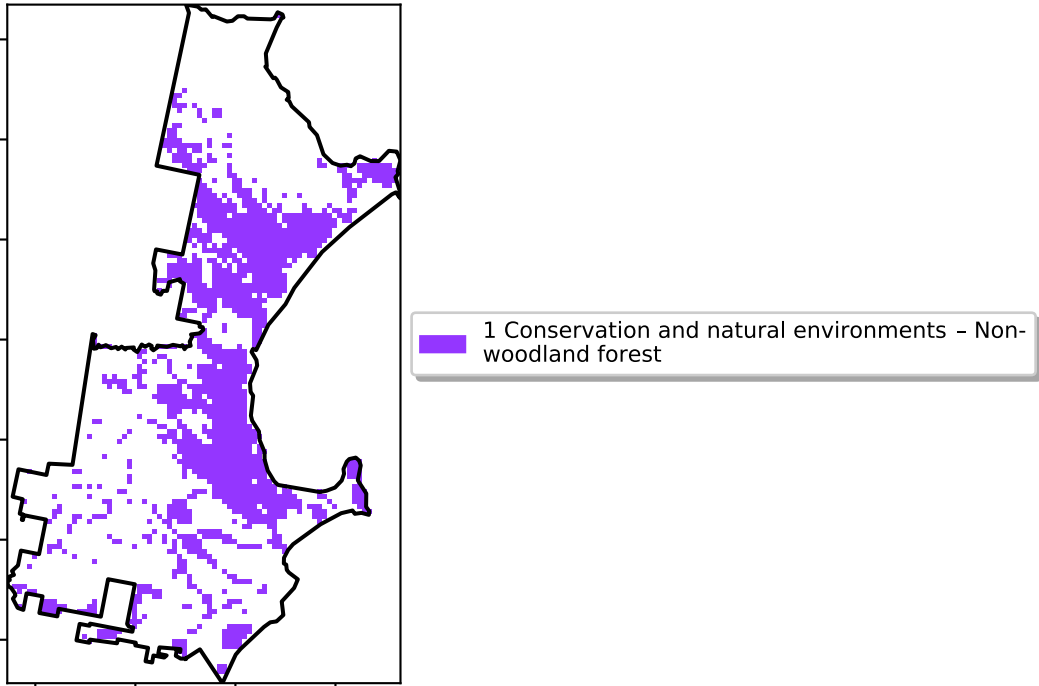 1 Conservation and natural environments – Non-
woodland forest